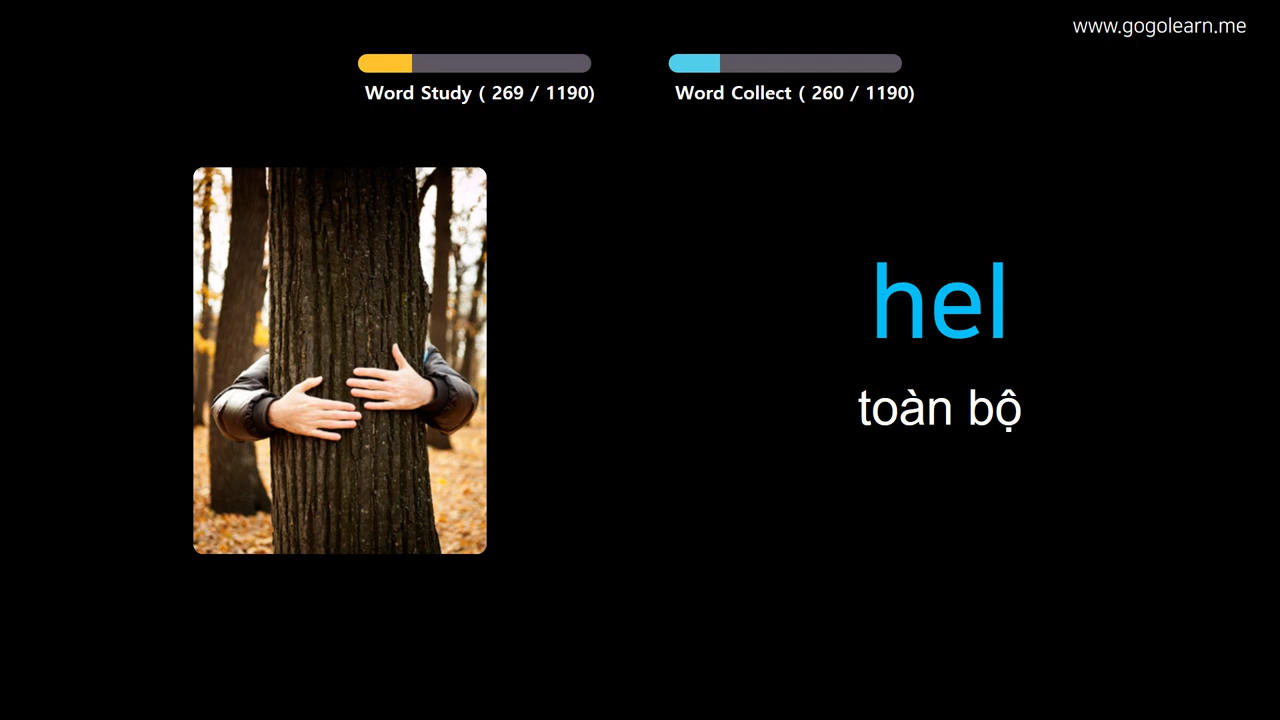 www.gogolearn.me
Word Study ( 269 / 1190)
Word Collect ( 260 / 1190)
hel
toàn bộ